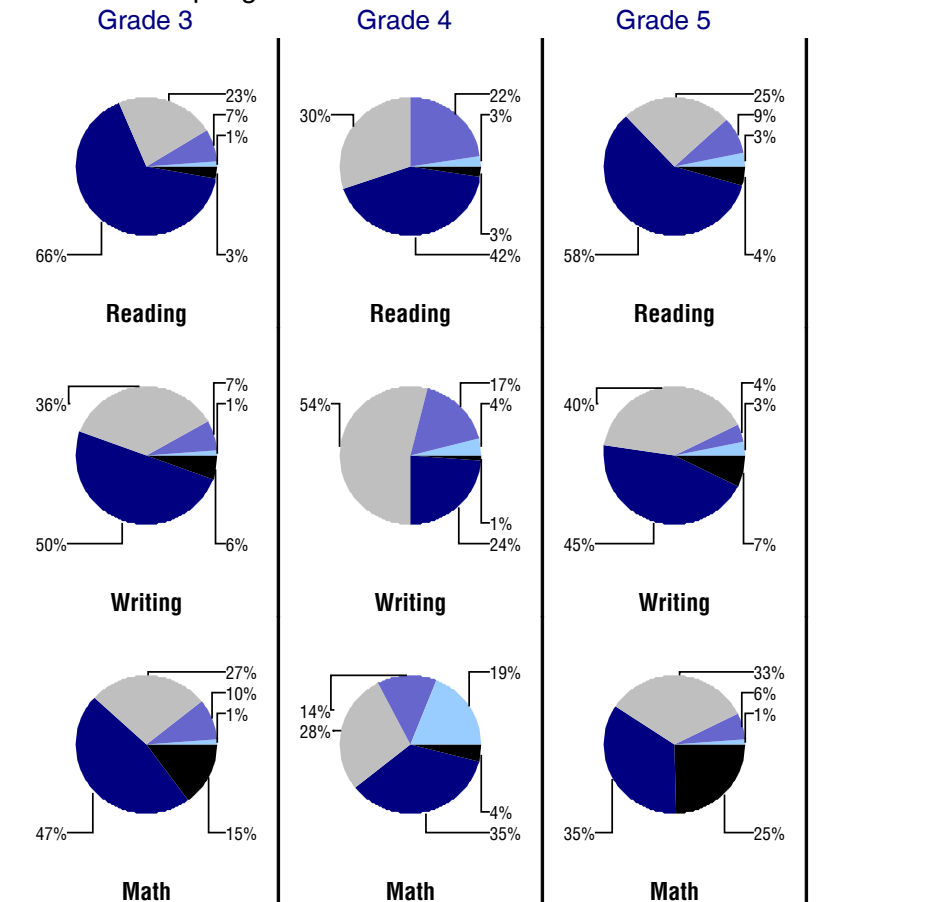 Grade 3 Grade 4 Grade 5
23% 22% 25%
30% 7% 3% 9%
1% 3%
3%
66% 3% 42% 58% 4%
Reading Reading Reading
7% 17% 4%
36% 1% 54% 4% 40% 3%
1%
50% 6% 24% 45% 7%
Writing Writing Writing
27% 19% 33%
10% 6%
14% 1% 1%
28%
4%
47% 15% 35% 35% 25%
Math Math Math